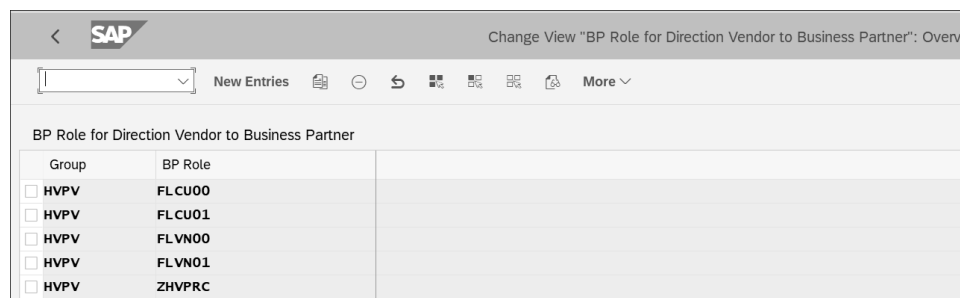 SAP
Change View "BP Role for Direction Vendor to Business Partner": Overv
New Entries More
BP Role for Direction Vendor to Business Partner
Group BP Role
HVPV FLCU00
HVPV FLCU01
HVPV FLVN00
HVPV FLVN01
HVPV ZHVPRC